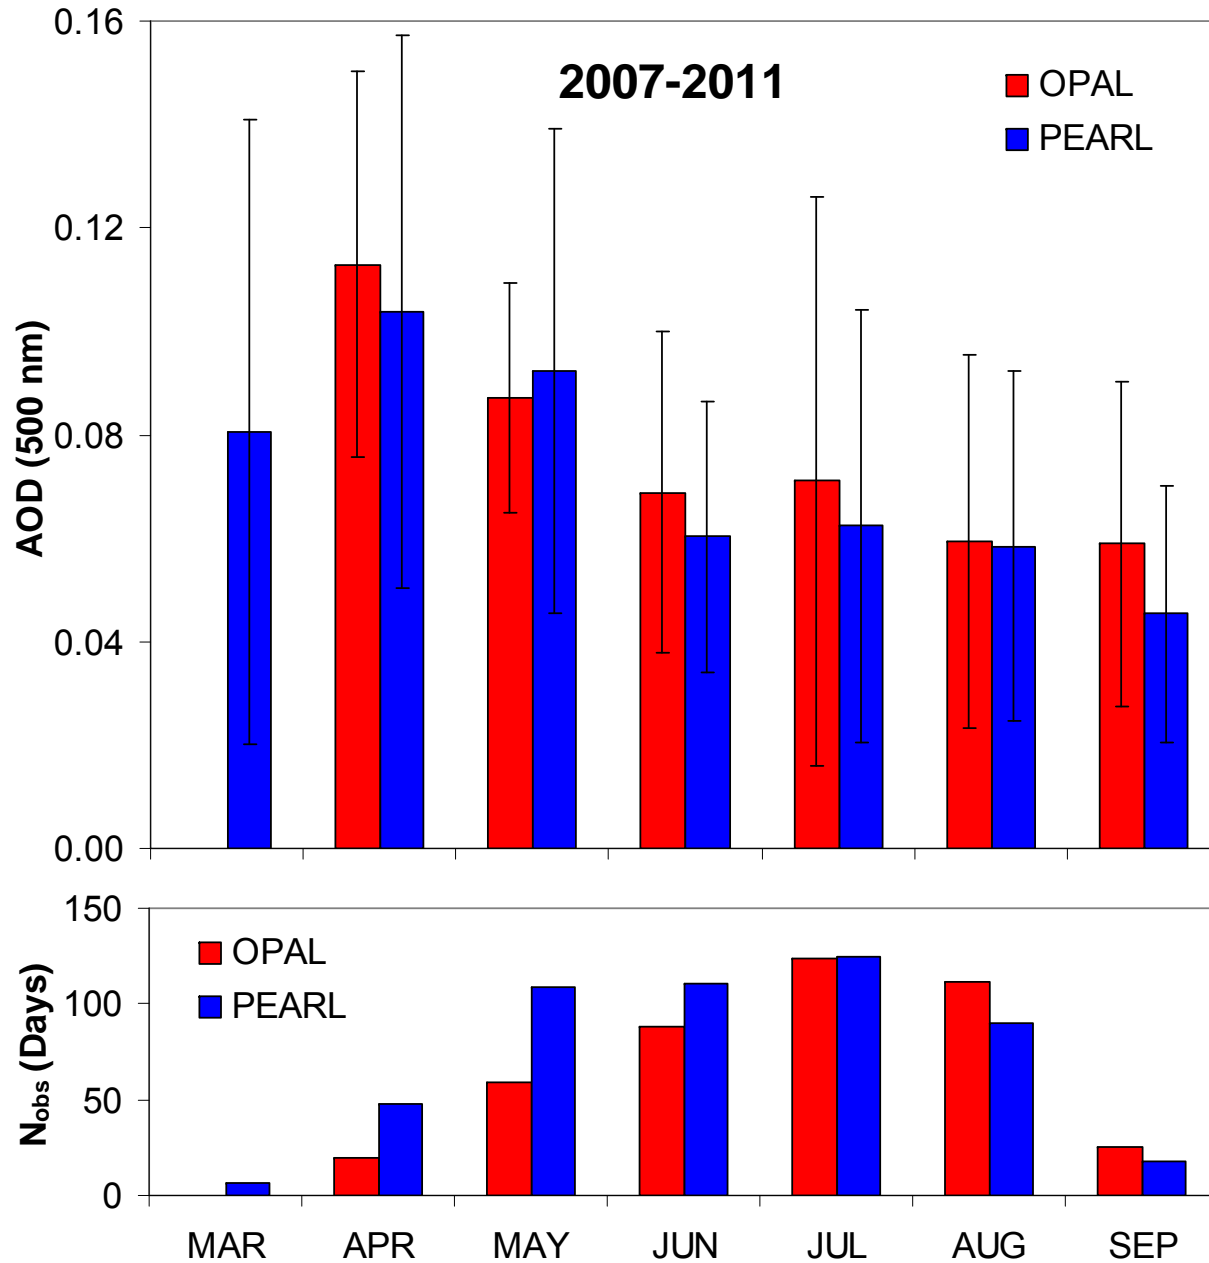 2007-2011
OPAL
PEARL
AOD (500 nm)
0.16
0.12
0.08
0.04
0.00
OPAL
PEARL
Nobs (Days)
150
100
50
0
MAR APR MAY JUN JUL AUG SEP